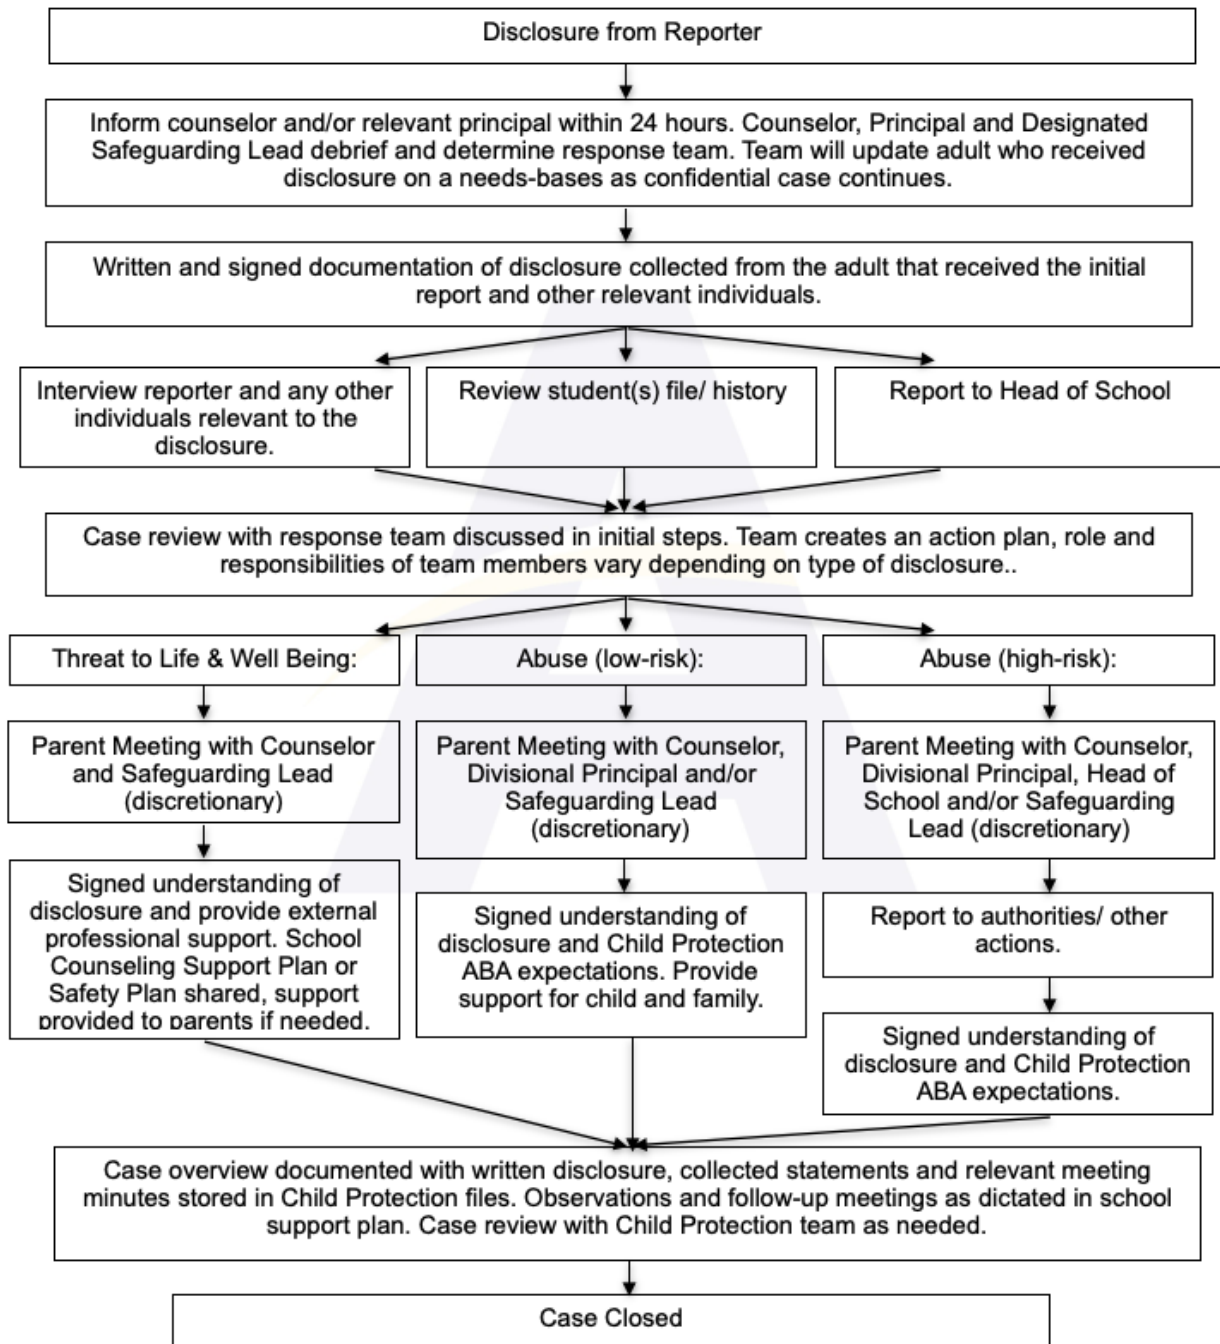 Disclosure from Reporter
Inform counselor and/or relevant principal within 24 hours. Counselor, Principal and Designated
Safeguarding Lead debrief and determine response team. Team will update adult who received
disclosure on a needs-bases as confidential case continues.
Written and signed documentation of disclosure collected from the adult that received the initial
report and other relevant individuals.
Interview reporter and any other
individuals relevant to the
disclosure.
Review student(s) file/ history
Report to Head of School
Case review with response team discussed in initial steps. Team creates an action plan, role and
responsibilities of team members vary depending on type of disclosure..
Threat to Life & Well Being:
Parent Meeting with Counselor
and Safeguarding Lead
(discretionary)
Signed understanding of
disclosure and provide external
professional support. School
Counseling Support Plan or
Safety Plan shared, support
provided to parents if needed.
Abuse (low-risk):
Parent Meeting with Counselor,
Divisional Principal and/or
Safeguarding Lead
(discretionary)
Signed understanding of
disclosure and Child Protection
ABA expectations. Provide
support for child and family.
Abuse (high-risk):
Parent Meeting with Counselor,
Divisional Principal, Head of
School and/or Safeguarding
Lead (discretionary)
Report to authorities/ other
actions.
Signed understanding of
disclosure and Child Protection
ABA expectations.
Case overview documented with written disclosure, collected statements and relevant meeting
minutes stored in Child Protection files. Observations and follow-up meetings as dictated in school
support plan. Case review with Child Protection team as needed.
Case Closed